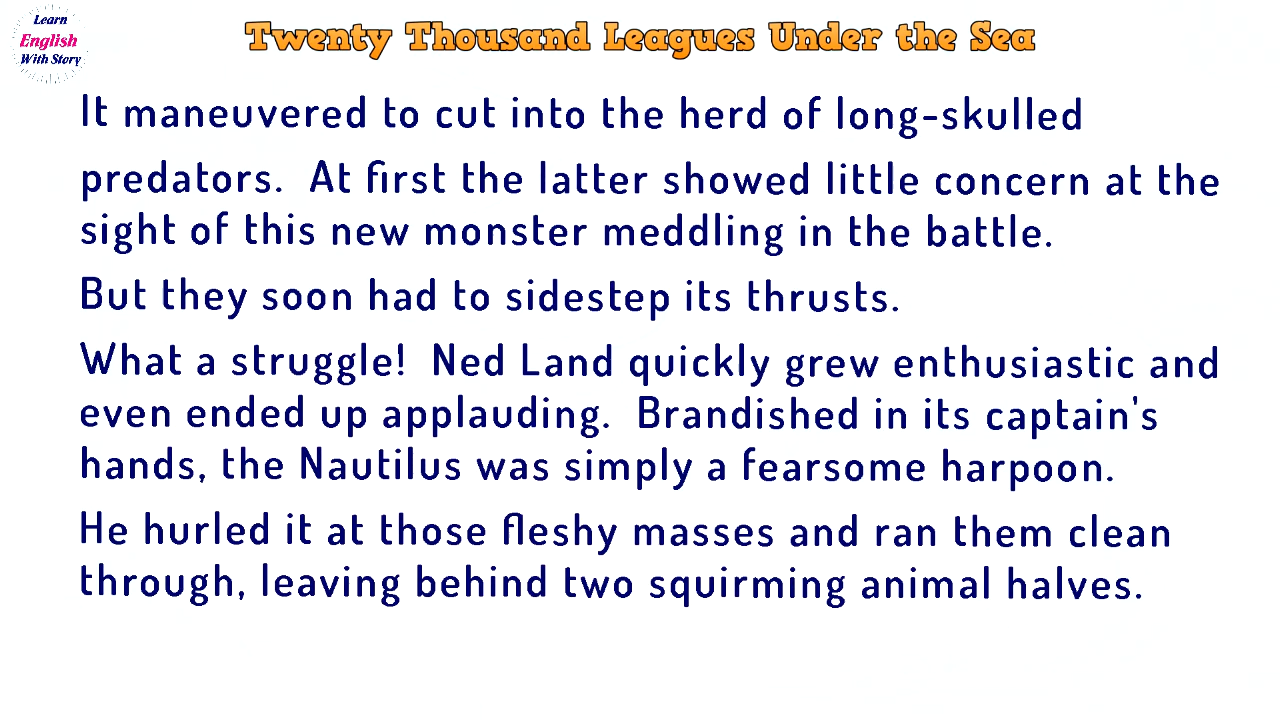 Learn
English
With Story
Twenty Thousand Leagues Under the Sea
It maneuvered to cut into the herd of long-skulled
predators.  At first the latter showed little concern at the
sight of this new monster meddling in the battle.
But they soon had to sidestep its thrusts.
What a struggle!  Ned Land quickly grew enthusiastic and
even ended up applauding.  Brandished in its captain's
hands, the Nautilus was simply a fearsome harpoon.
He hurled it at those fleshy masses and ran them clean
through, leaving behind two squirming animal halves.